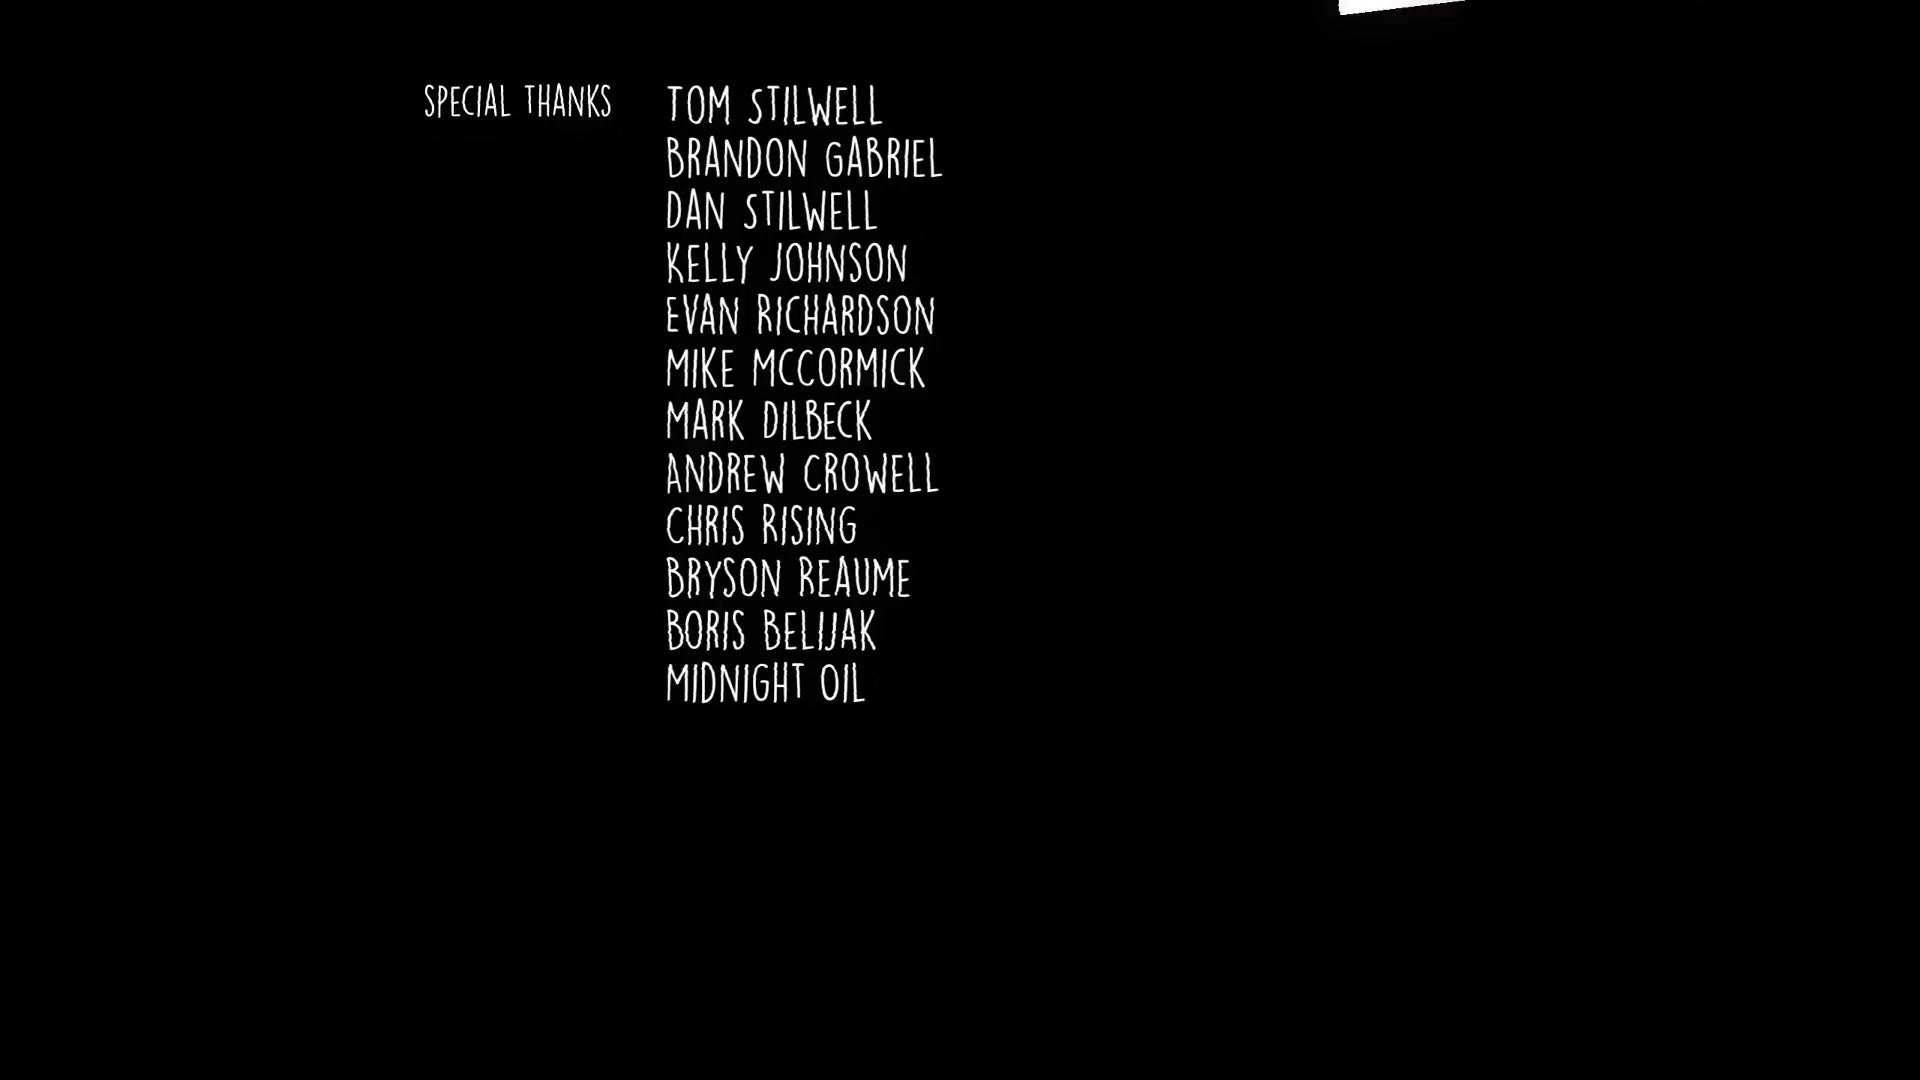 SPECIAL THANKS
TOM STILWELL
BRANDON GABRIEL
DAN STILWELL
KELLY JOHNSON
EVAN RICHARDSON
MIKE MCCORMICK
MARK DILBECK
ANDREW CROWELL
CHRIS RISING
BRYSON REAUME
BORIS BELIJAK
MIDNIGHT OIL